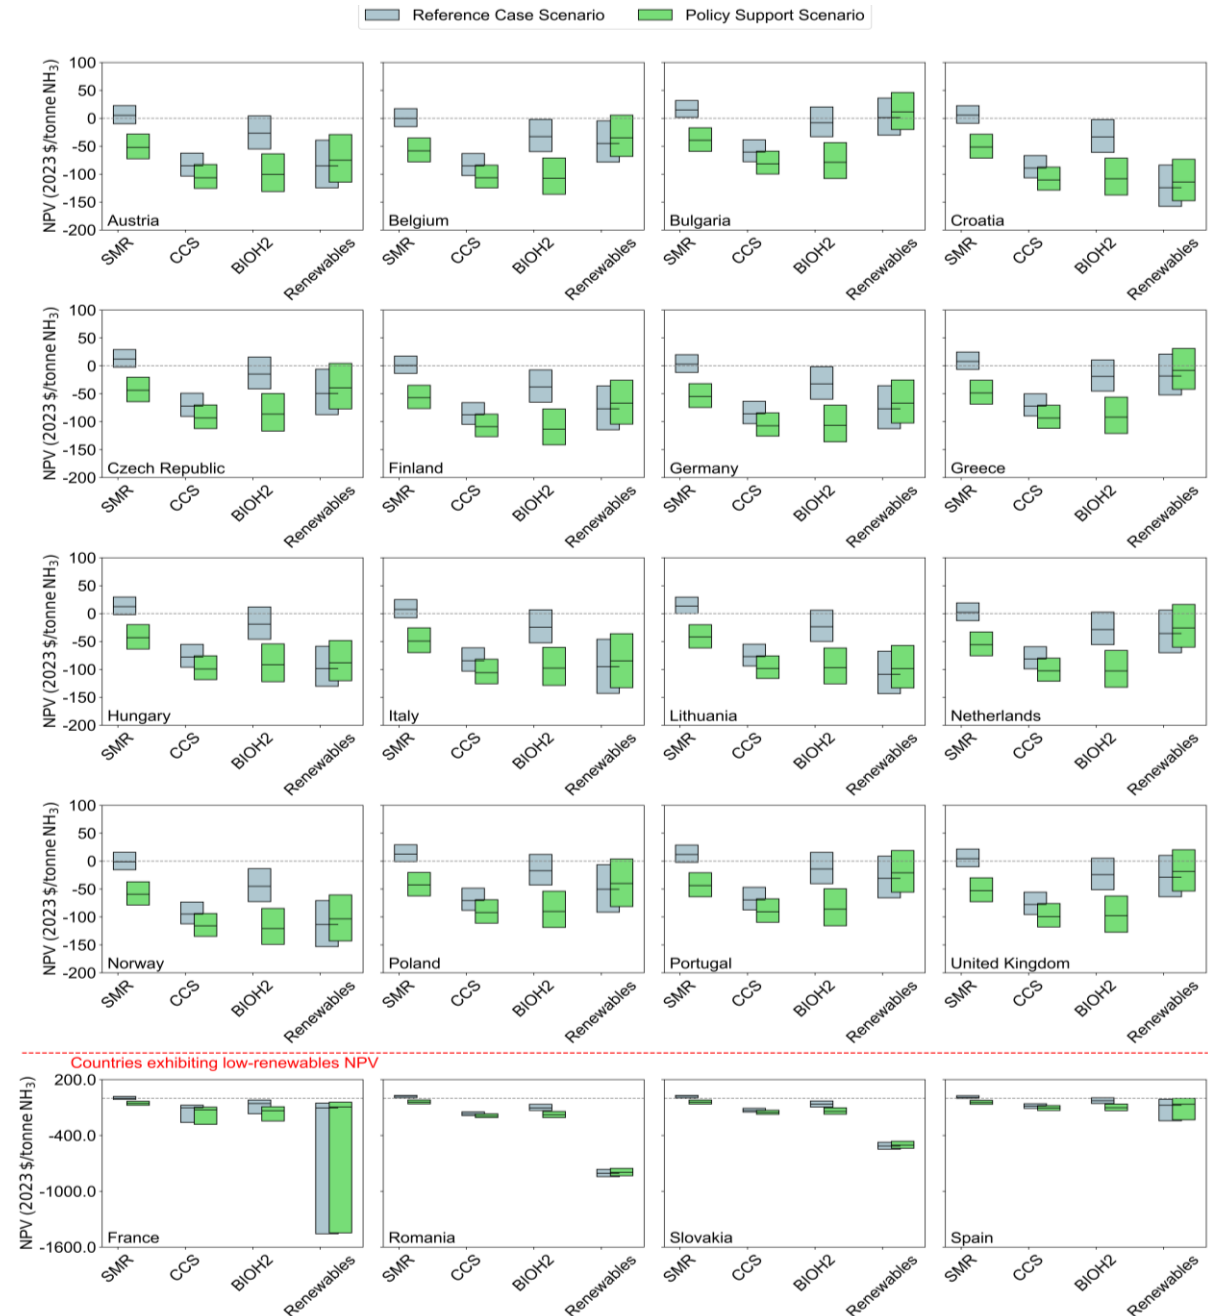 Reference Case Scenario Policy Support Scenario
NPV (2023 $/tonne NH₃)
100
50
0
-50
-100
-150
-200
Austria Belgium Bulgaria Croatia
SMR CCS BIOH2 Renewables SMR CCS BIOH2 Renewables SMR CCS BIOH2 Renewables SMR CCS BIOH2 Renewables
NPV (2023 $/tonne NH₃)
100
50
0
-50
-100
-150
-200
Czech Republic Finland Germany Greece
SMR CCS BIOH2 Renewables SMR CCS BIOH2 Renewables SMR CCS BIOH2 Renewables SMR CCS BIOH2 Renewables
NPV (2023 $/tonne NH₃)
100
50
0
-50
-100
-150
-200
Hungary Italy Lithuania Netherlands
SMR CCS BIOH2 Renewables SMR CCS BIOH2 Renewables SMR CCS BIOH2 Renewables SMR CCS BIOH2 Renewables
NPV (2023 $/tonne NH₃)
100
50
0
-50
-100
-150
-200
Norway Poland Portugal United Kingdom
SMR CCS BIOH2 Renewables SMR CCS BIOH2 Renewables SMR CCS BIOH2 Renewables SMR CCS BIOH2 Renewables
Countries exhibiting low-renewables NPV
NPV (2023 $/tonne NH₃)
200.0
-400.0
-1000.0
-1600.0
France Romania Slovakia Spain
SMR CCS BIOH2 Renewables SMR CCS BIOH2 Renewables SMR CCS BIOH2 Renewables SMR CCS BIOH2 Renewables